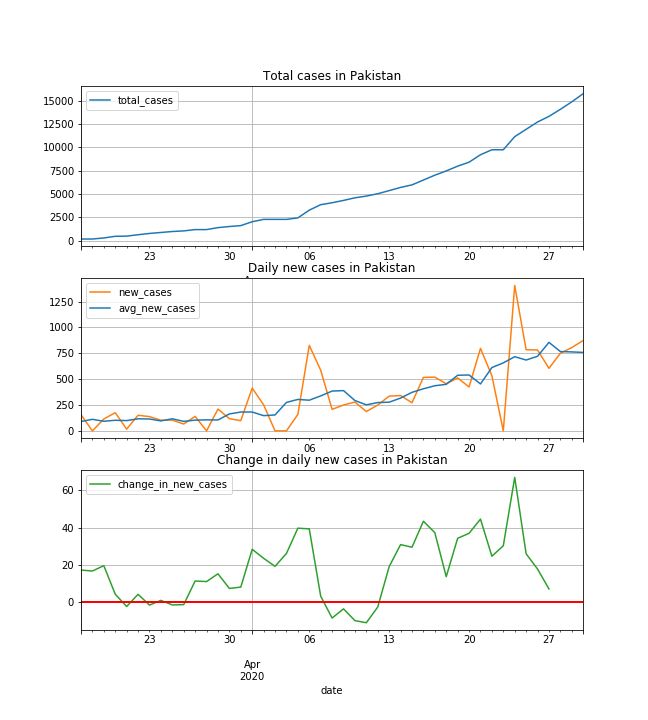 Total cases in Pakistan
total_cases
15000
12500
10000
7500
5000
2500
0
23 30 06 13 20 27
Daily new cases in Pakistan
new_cases
avg_new_cases
1250
1000
750
500
250
0
23 30 06 13 20 27
Change in daily new cases in Pakistan
change_in_new_cases
60
40
20
0
23 30 06 13 20 27
Apr
2020
date